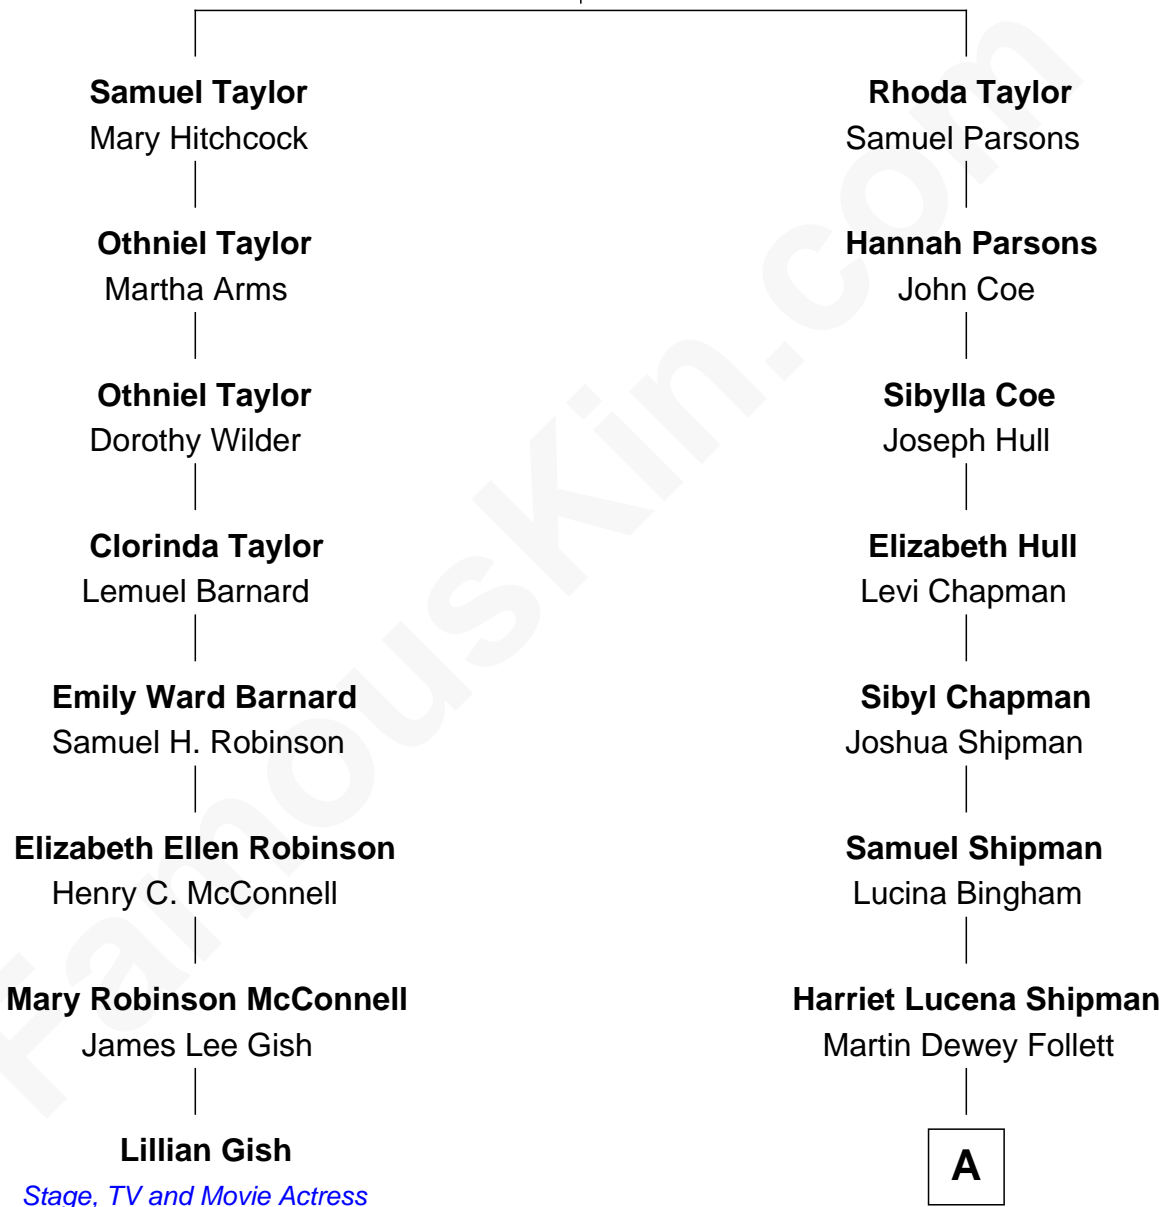 Samuel Taylor
Mary Hitchcock
Othniel Taylor
Martha Arms
Othniel Taylor
Dorothy Wilder
Clorinda Taylor
Lemuel Barnard
Emily Ward Barnard
Samuel H. Robinson
Elizabeth Ellen Robinson
Henry C. McConnell
Mary Robinson McConnell
James Lee Gish
Lillian Gish
Stage, TV and Movie Actress
Rhoda Taylor
Samuel Parsons
Hannah Parsons
John Coe
Sibylla Coe
Joseph Hull
Elizabeth Hull
Levi Chapman
Sibyl Chapman
Joshua Shipman
Samuel Shipman
Lucina Bingham
Harriet Lucena Shipman
Martin Dewey Follett
A
FamousKin.com